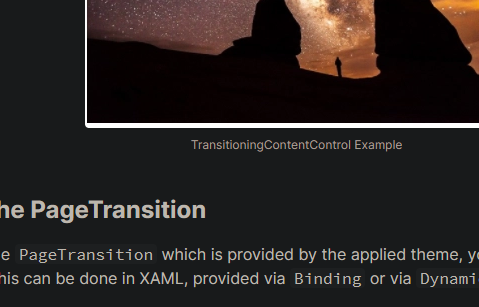 TransitioningContentControl Example
he PageTransition
e PageTransition which is provided by the applied theme, y
his can be done in XAML, provided via Binding or via Dynami